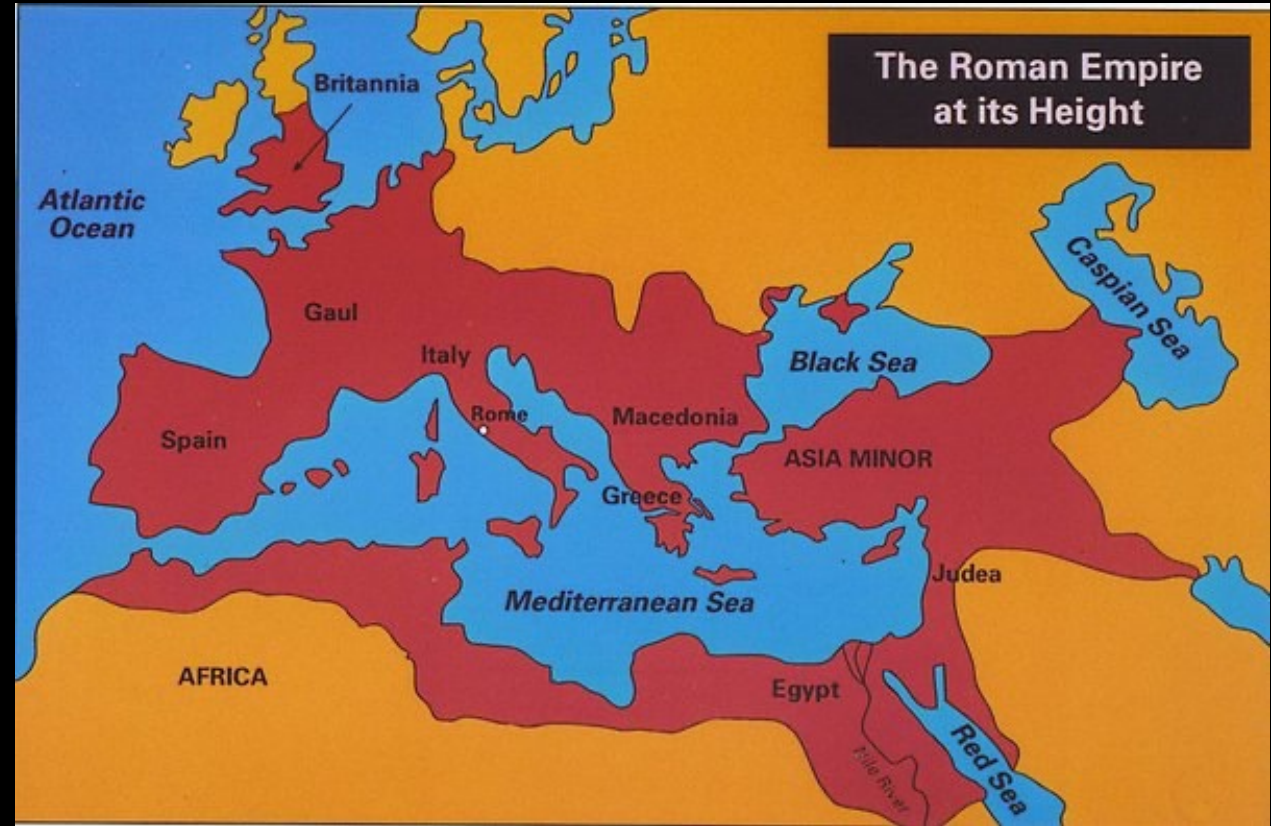 The Roman Empire
at its Height
Britannia
Atlantic
Ocean
Caspian Sea
Gaul
Italy
Black Sea
Rome
Macedonia
Spain
ASIA MINOR
Greece
Judea
Mediterranean Sea
AFRICA
Egypt
Red Sea
Nile River